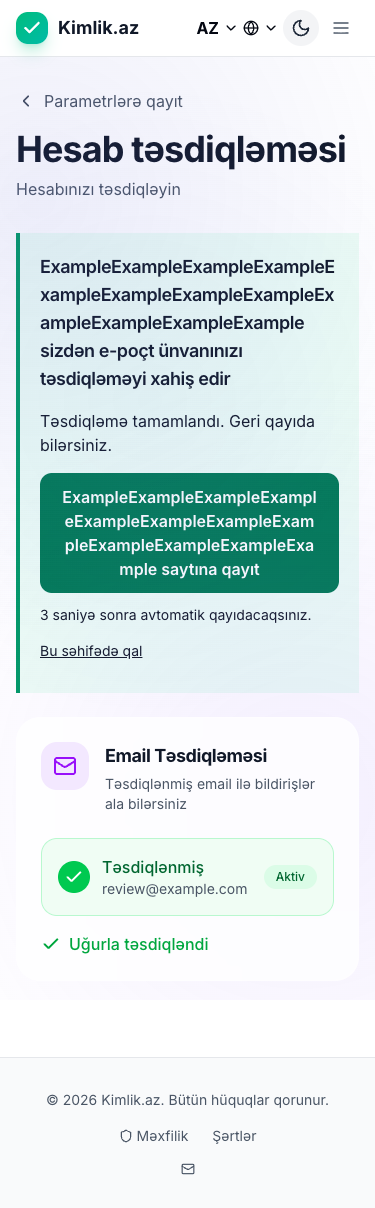 Kimlik.az
AZ
Parametrlərə qayıt
Hesab təsdiqləməsi
Hesabınızı təsdiqləyin
ExampleExampleExampleExampleE
xampleExampleExampleExampleEx
ampleExampleExampleExample
sizdən e-poçt ünvanınızı
təsdiqləməyi xahiş edir
Təsdiqləmə tamamlandı. Geri qayıda
bilərsiniz.
ExampleExampleExampleExampl
eExampleExampleExampleExam
pleExampleExampleExampleExa
mple saytına qayıt
3 saniyə sonra avtomatik qayıdacaqsınız.
Bu səhifədə qal
Email Təsdiqləməsi
Təsdiqlənmiş email ilə bildirişlər
ala bilərsiniz
Təsdiqlənmiş
review@example.com
Aktiv
Uğurla təsdiqləndi
© 2026 Kimlik.az. Bütün hüquqlar qorunur.
Məxfilik
Şərtlər